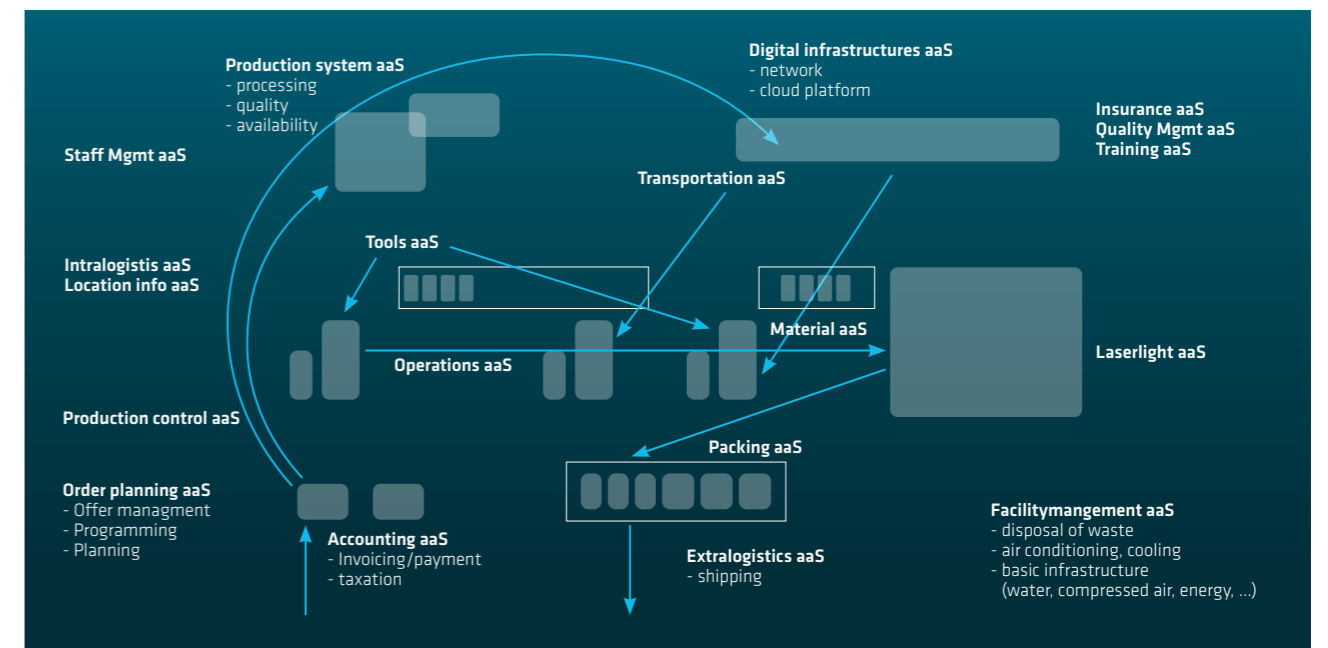 Production system aaS
- processing
- quality
- availability
Digital infrastructures aaS
- network
- cloud platform
Insurance aaS
Quality Mgmt aaS
Training aaS
Staff Mgmt aaS
Transportation aaS
Tools aaS
Intralogistis aaS
Location info aaS
Material aaS
Operations aaS
Laserlight aaS
Production control aaS
Packing aaS
Order planning aaS
- Offer managment
- Programming
- Planning
Accounting aaS
- Invoicing/payment
- taxation
Extralogistics aaS
- shipping
Facilitymangement aaS
- disposal of waste
- air conditioning, cooling
- basic infrastructure
(water, compressed air, energy, ...)